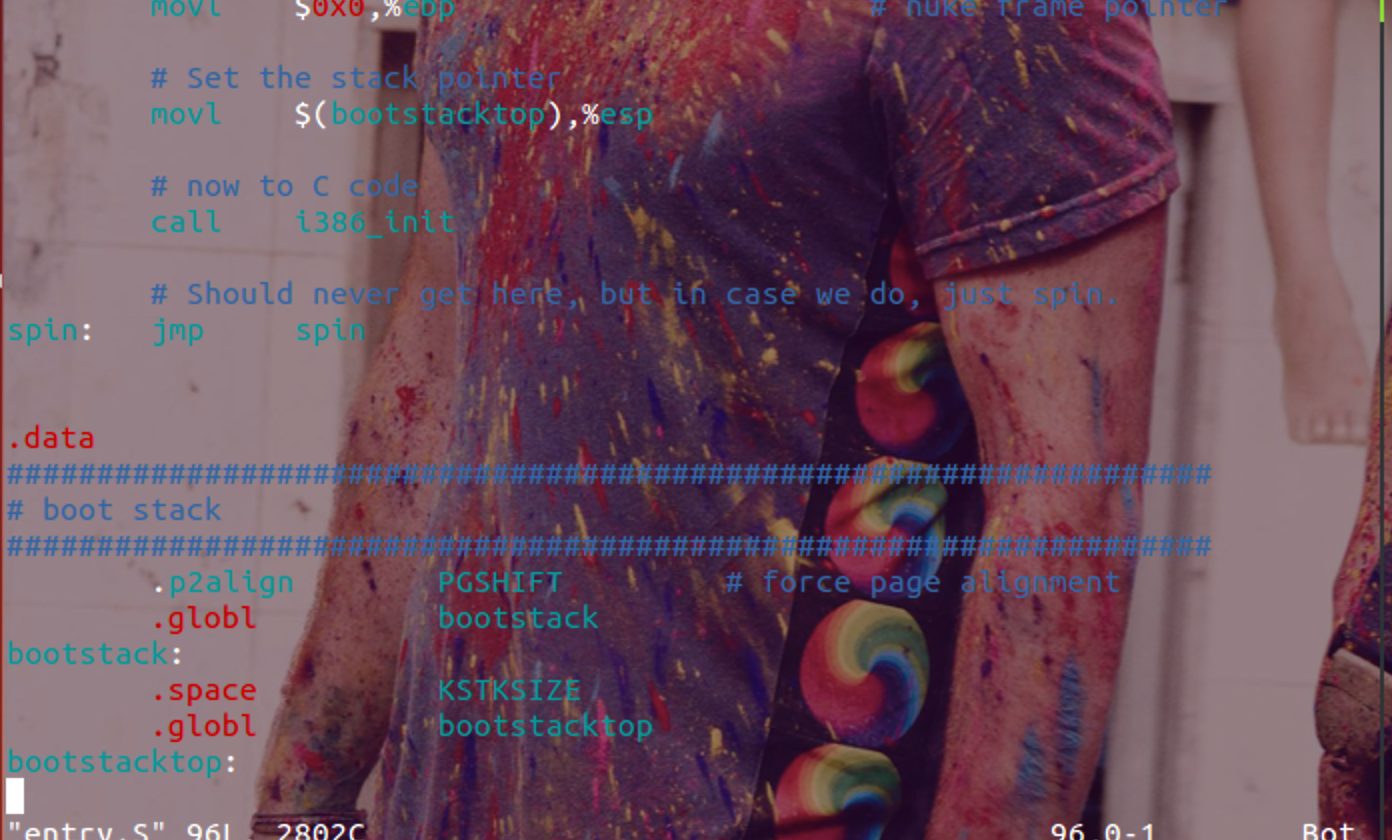 movl $0x0,%ebp # nuke frame pointer
# Set the stack pointer
movl $(bootstacktop),%esp
# now to C code
call i386_init
# Should never get here, but in case we do, just spin.
spin: jmp spin
.data
###################################################################
# boot stack
###################################################################
.p2align PGSHIFT # force page alignment
.globl bootstack
bootstack:
.space KSTKSIZE
.globl bootstacktop
bootstacktop:
"entry.S" 96L, 2802C 96,0-1 Bot